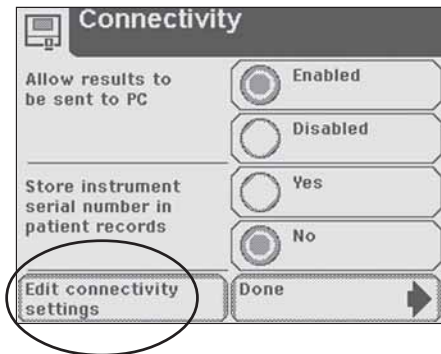 Connectivity
Allow results to
be sent to PC
Enabled
Disabled
Store instrument
serial number in
patient records
Yes
No
Edit connectivity
settings
Done